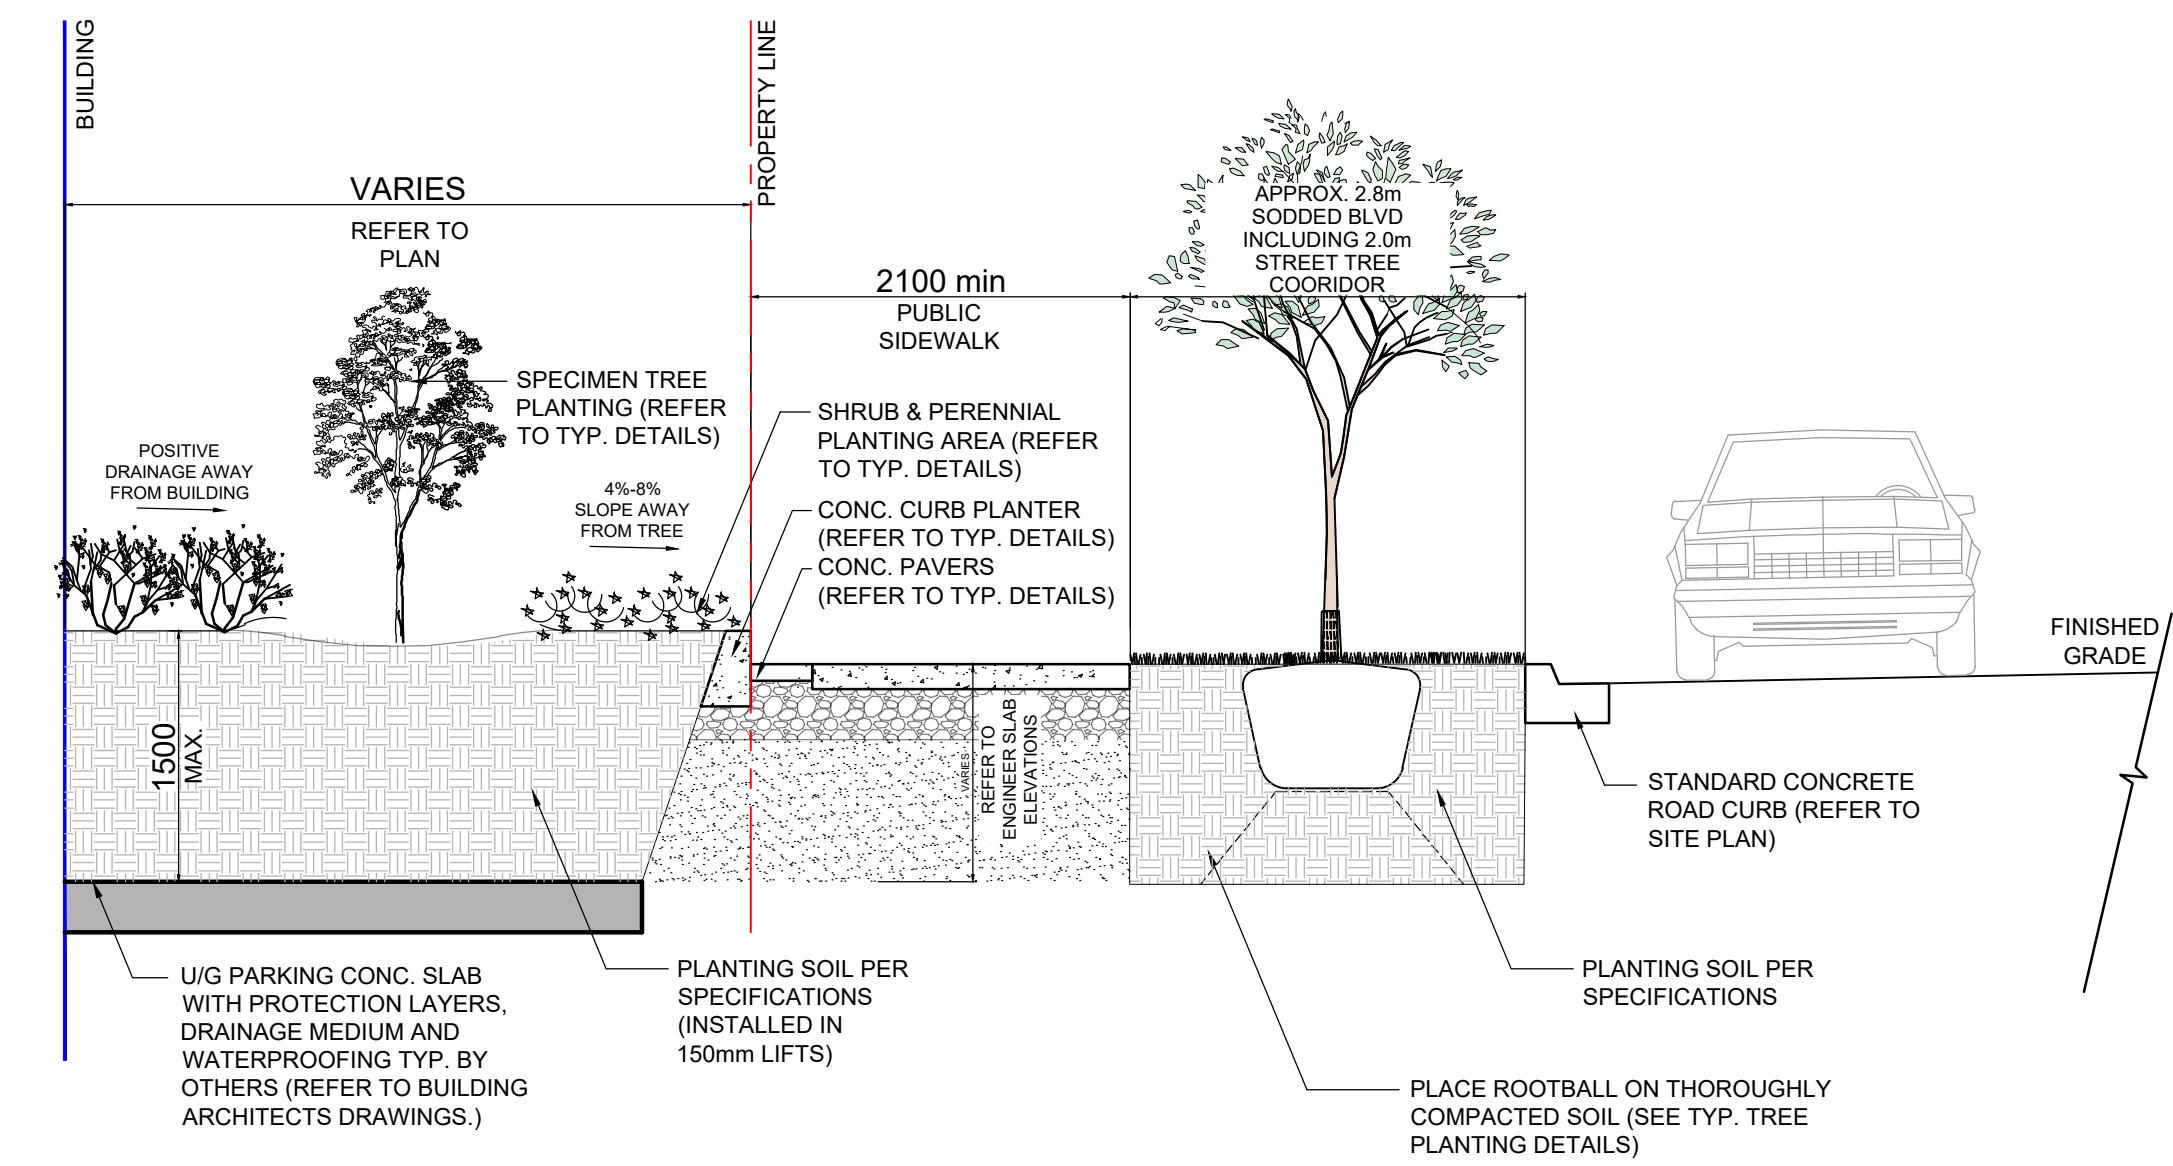 BUILDING
PROPERTY LINE
VARIES
REFER TO
PLAN
APPROX. 2.8m
SODDED BLVD
INCLUDING 2.0m
STREET TREE
COORIDOR
2100 min
PUBLIC
SIDEWALK
SPECIMEN TREE
PLANTING (REFER
TO TYP. DETAILS)
SHRUB & PERENNIAL
PLANTING AREA (REFER
TO TYP. DETAILS)
POSITIVE
DRAINAGE AWAY
FROM BUILDING
4%-8%
SLOPE AWAY
FROM TREE
CONC. CURB PLANTER
(REFER TO TYP. DETAILS)
CONC. PAVERS
(REFER TO TYP. DETAILS)
FINISHED
GRADE
1500
MAX.
VARIES
REFER TO
ENGINEER SLAB
ELEVATIONS
STANDARD CONCRETE
ROAD CURB (REFER TO
SITE PLAN)
U/G PARKING CONC. SLAB
WITH PROTECTION LAYERS,
DRAINAGE MEDIUM AND
WATERPROOFING TYP. BY
OTHERS (REFER TO BUILDING
ARCHITECTS DRAWINGS.)
PLANTING SOIL PER
SPECIFICATIONS
(INSTALLED IN
150mm LIFTS)
PLANTING SOIL PER
SPECIFICATIONS
PLACE ROOTBALL ON THOROUGHLY
COMPACTED SOIL (SEE TYP. TREE
PLANTING DETAILS)